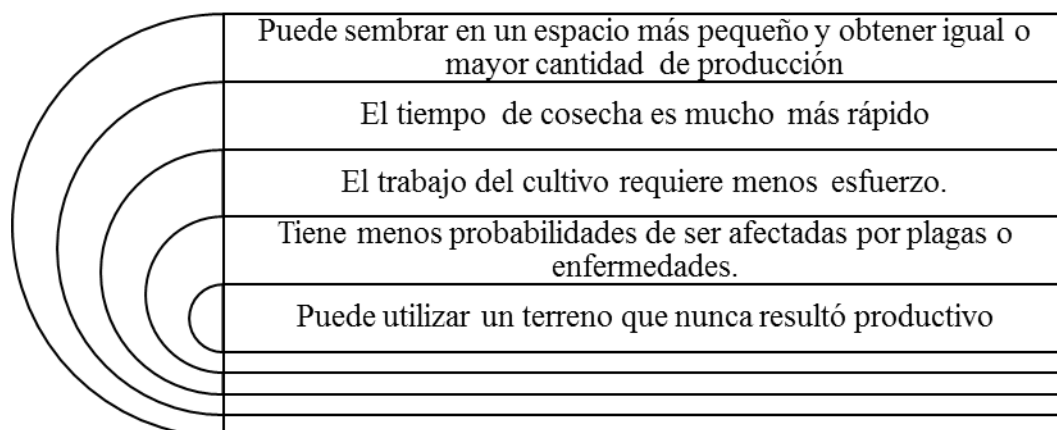 Puede sembrar en un espacio más pequeño y obtener igual o
mayor cantidad de producción
El tiempo de cosecha es mucho más rápido
El trabajo del cultivo requiere menos esfuerzo.
Tiene menos probabilidades de ser afectadas por plagas o
enfermedades.
Puede utilizar un terreno que nunca resultó productivo